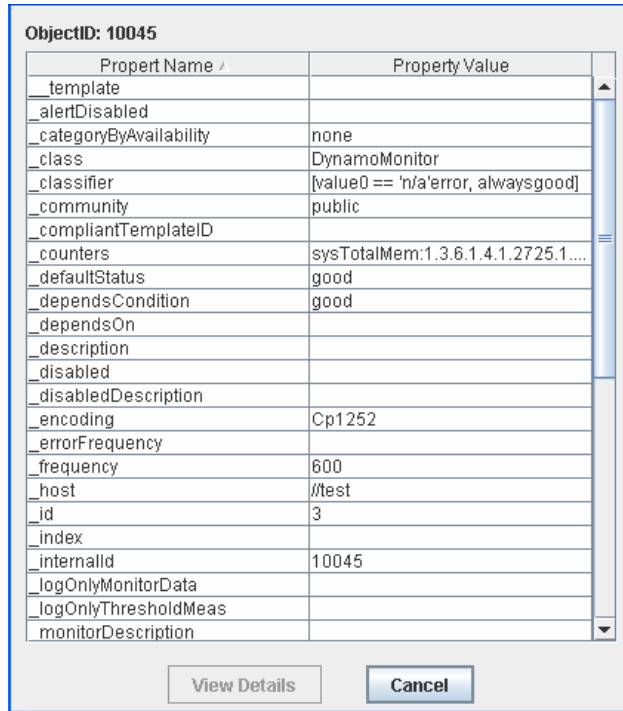 ObjectID: 10045
Propert Name Property Value
__template
_alertDisabled
_categoryByAvailability none
_class DynamoMonitor
_classifier [value0 == 'n/a'error, alwaysgood]
_community public
_compliantTemplateID
_counters sysTotalMem:1.3.6.1.4.1.2725.1....
_defaultStatus good
_dependsCondition good
_dependsOn
_description
_disabled
_disabledDescription
_encoding Cp1252
_errorFrequency
_frequency 600
_host //test
_id 3
_index
_internalId 10045
_logOnlyMonitorData
_logOnlyThresholdMeas
_monitorDescription
View Details Cancel